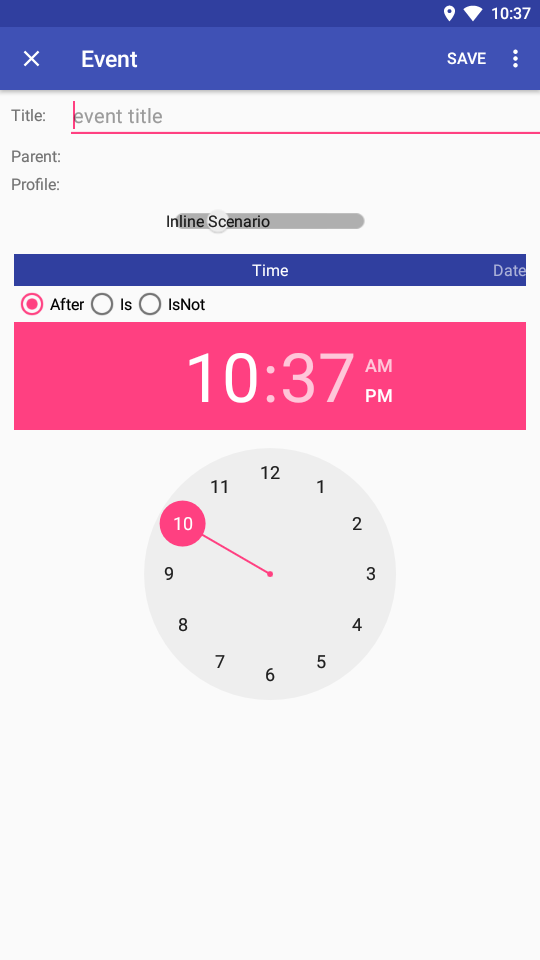 10:37
Event SAVE
Title: event title
Parent:
Profile:
Inline Scenario
Time Date
After Is IsNot
10:37 AM PM
12
11 1
10 2
9 3
8 4
7 5
6